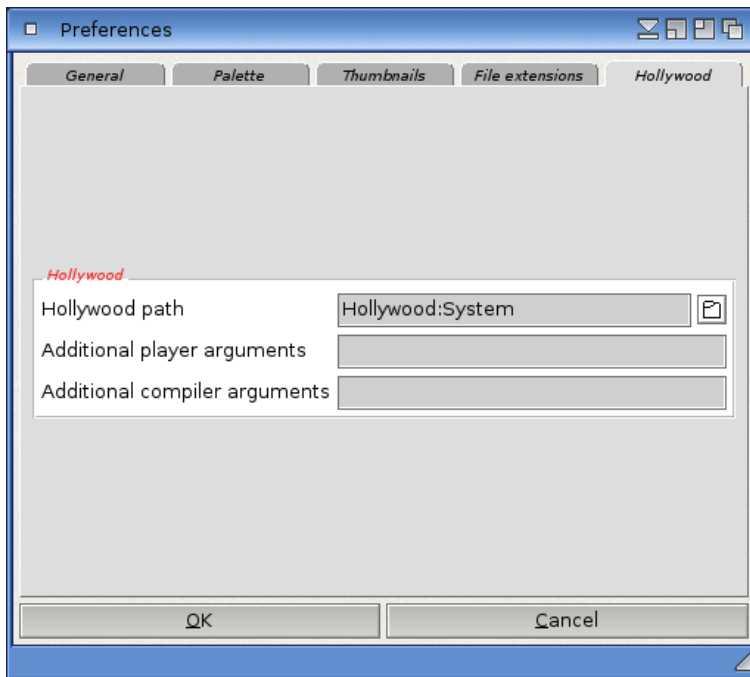 Preferences
General Palette Thumbnails File extensions Hollywood
Hollywood
Hollywood path Hollywood:System
Additional player arguments
Additional compiler arguments
OK Cancel